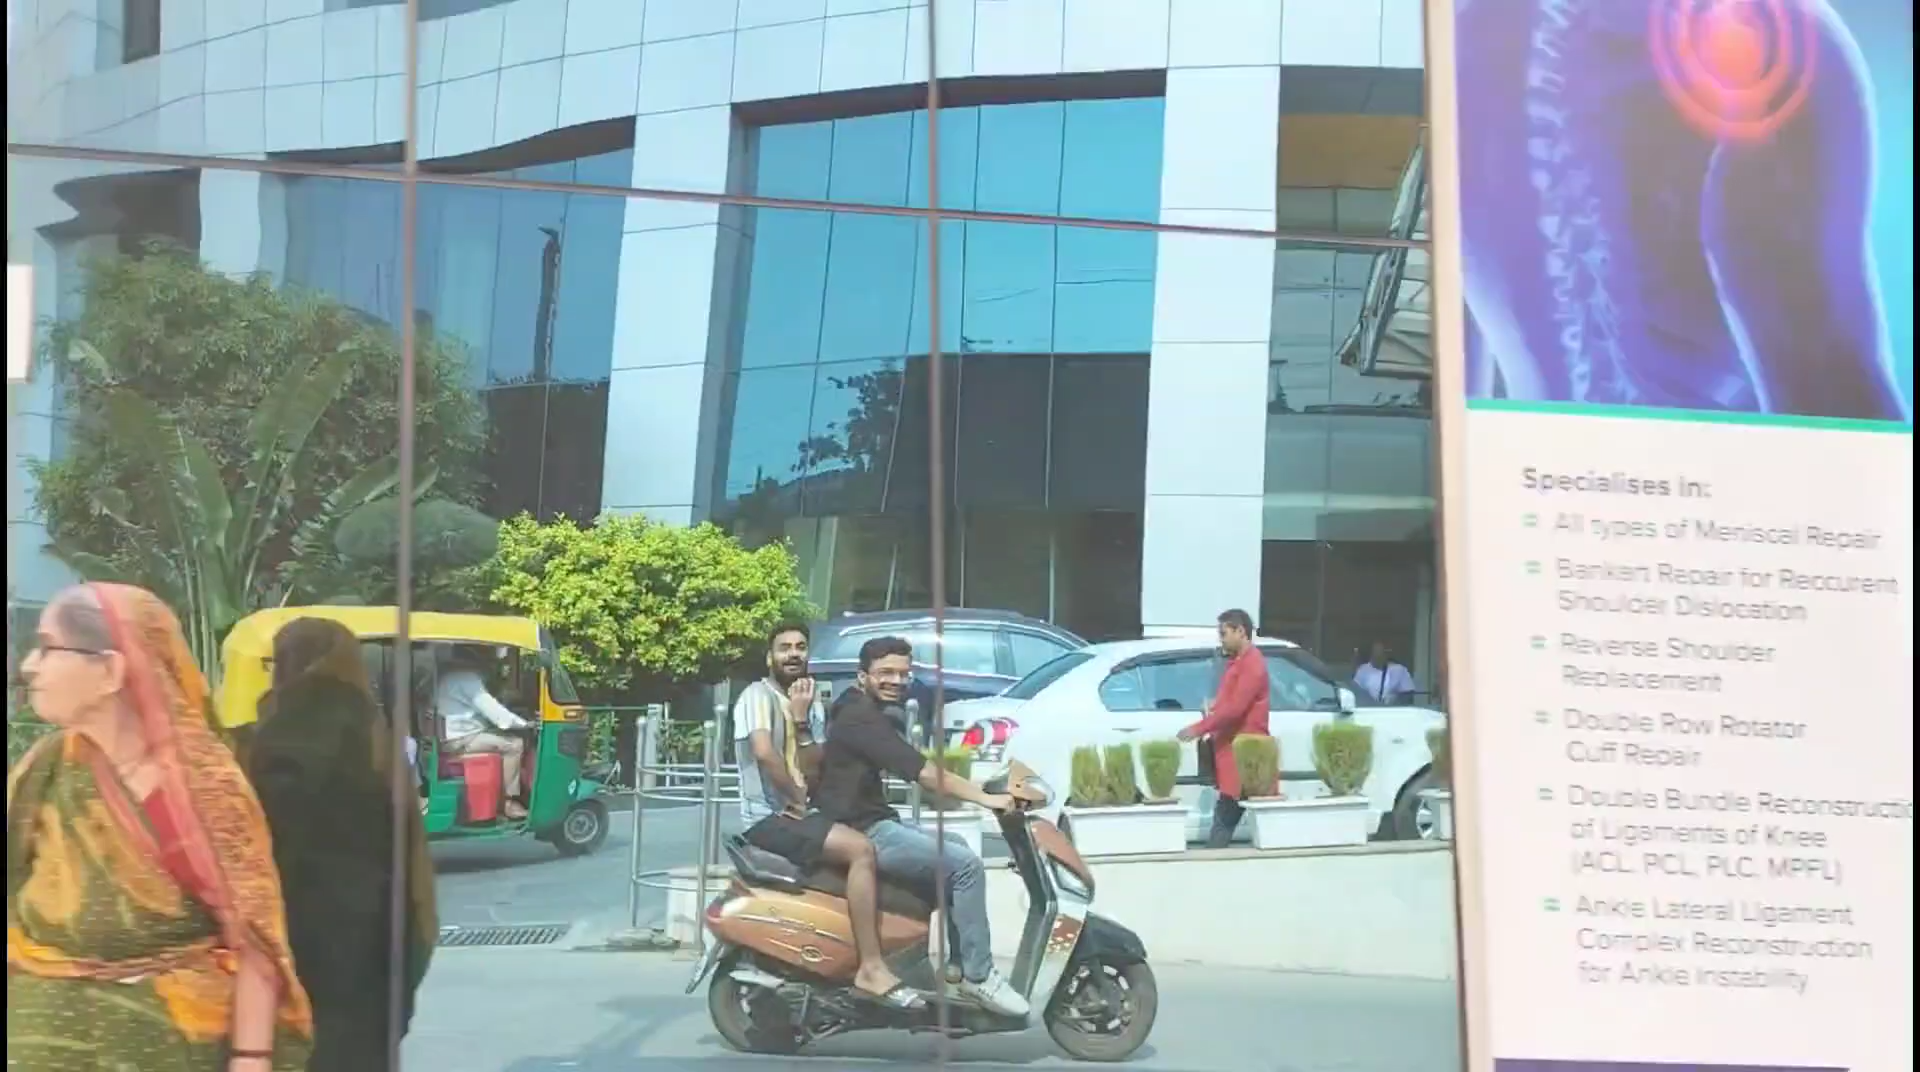 Specialises in:
All types of Meniscal Repair
Bankart Repair for Reccurent
Shoulder Dislocation
Reverse Shoulder
Replacement
Double Row Rotator
Cuff Repair
Double Bundle Reconstructio
of Ligaments of Knee
(ACL, PCL, PLC, MPFL)
Ankle Lateral Ligament
Complex Reconstruction
for Ankle Instability